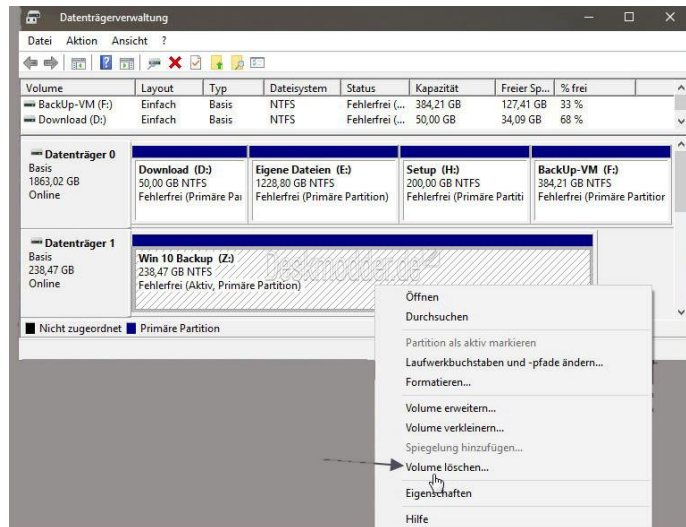 Datenträgerverwaltung
Datei Aktion Ansicht ?
Volume Layout Typ Dateisystem Status Kapazität Freier Sp... % frei
BackUp-VM (F:) Einfach Basis NTFS Fehlerfrei (... 384,21 GB 127,41 GB 33 %
Download (D:) Einfach Basis NTFS Fehlerfrei (... 50,00 GB 34,09 GB 68 %
Datenträger 0
Basis
1863,02 GB
Online
Download (D:)
50,00 GB NTFS
Fehlerfrei (Primäre Par
Eigene Dateien (E:)
1228,80 GB NTFS
Fehlerfrei (Primäre Partition)
Setup (H:)
200,00 GB NTFS
Fehlerfrei (Primäre Partiti
BackUp-VM (F:)
384,21 GB NTFS
Fehlerfrei (Primäre Partition
Datenträger 1
Basis
238,47 GB
Online
Win 10 Backup (Z:)
238,47 GB NTFS
Fehlerfrei (Aktiv, Primäre Partition)
Deskmodder.de
Nicht zugeordnet Primäre Partition
Öffnen
Durchsuchen
Partition als aktiv markieren
Laufwerkbuchstaben und -pfade ändern...
Formatieren...
Volume erweitern...
Volume verkleinern...
Spiegelung hinzufügen...
Volume löschen...
Eigenschaften
Hilfe